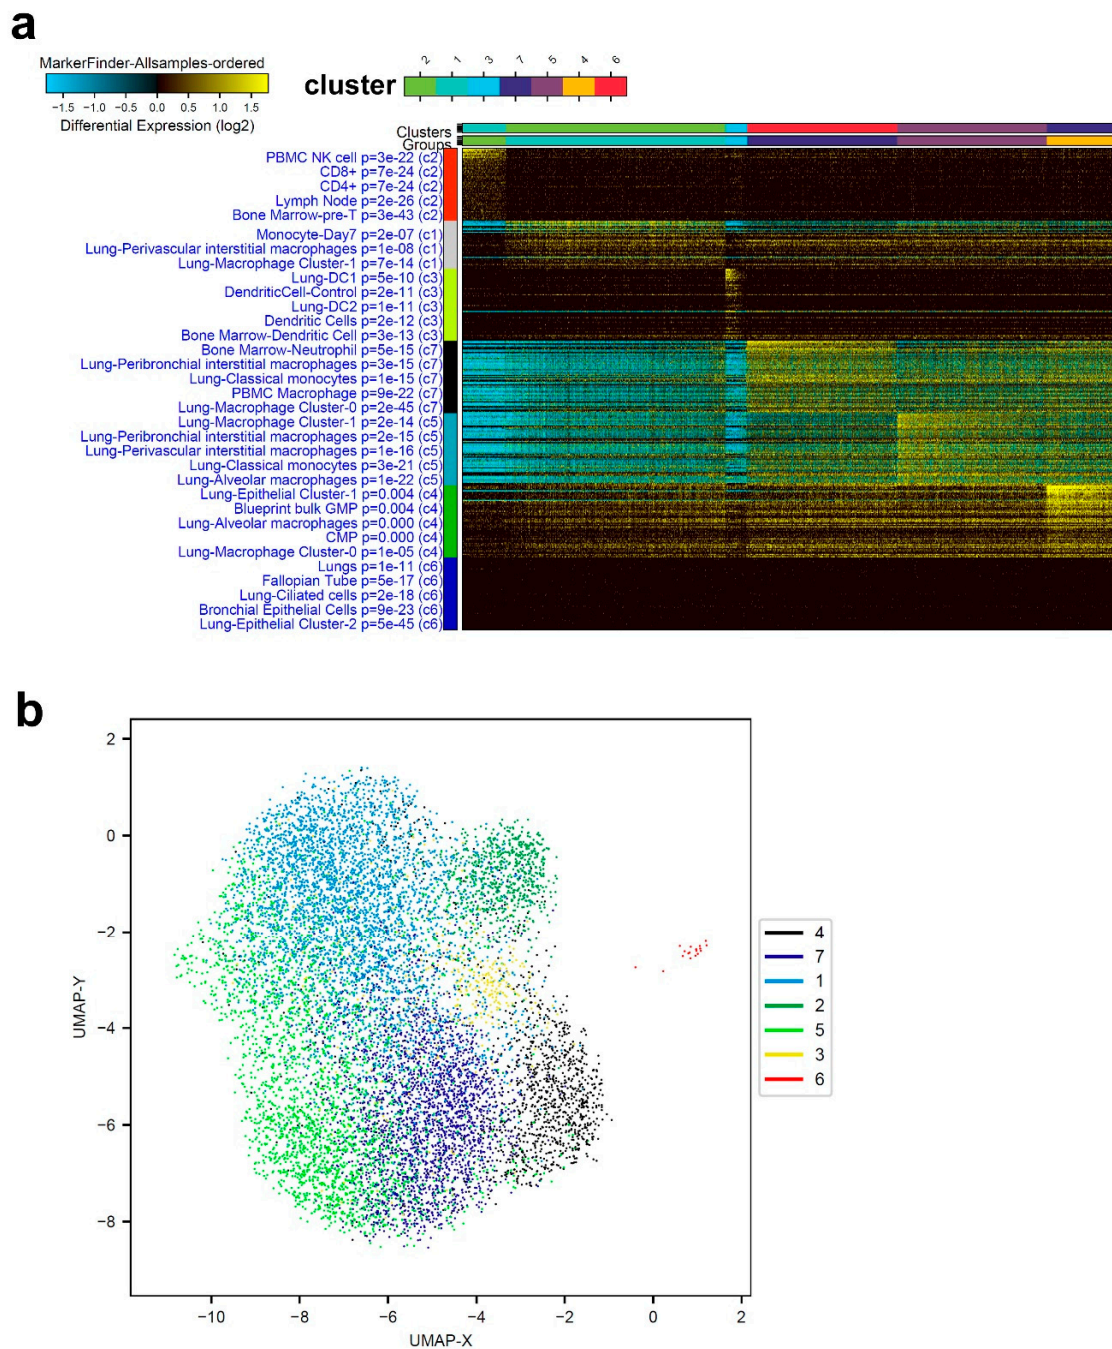 a
MarkerFinder-Allsamples-ordered
−1.5 −1.0 −0.5 0.0 0.5 1.0 1.5
Differential Expression (log2)
cluster
2 1 3 7 5 4 6
Clusters
Groups
PBMC NK cell p=3e-22 (c2)
CD8+ p=7e-24 (c2)
CD4+ p=7e-24 (c2)
Lymph Node p=2e-26 (c2)
Bone Marrow-pre-T p=3e-43 (c2)
Monocyte-Day7 p=2e-07 (c1)
Lung-Perivascular interstitial macrophages p=1e-08 (c1)
Lung-Macrophage Cluster-1 p=7e-14 (c1)
Lung-DC1 p=5e-10 (c3)
DendriticCell-Control p=2e-11 (c3)
Lung-DC2 p=1e-11 (c3)
Dendritic Cells p=2e-12 (c3)
Bone Marrow-Dendritic Cell p=3e-13 (c3)
Bone Marrow-Neutrophil p=5e-15 (c7)
Lung-Peribronchial interstitial macrophages p=3e-15 (c7)
Lung-Classical monocytes p=1e-15 (c7)
PBMC Macrophage p=9e-22 (c7)
Lung-Macrophage Cluster-0 p=2e-45 (c7)
Lung-Macrophage Cluster-1 p=2e-14 (c5)
Lung-Peribronchial interstitial macrophages p=2e-15 (c5)
Lung-Perivascular interstitial macrophages p=1e-16 (c5)
Lung-Classical monocytes p=3e-21 (c5)
Lung-Alveolar macrophages p=1e-22 (c5)
Lung-Epithelial Cluster-1 p=0.004 (c4)
Blueprint bulk GMP p=0.004 (c4)
Lung-Alveolar macrophages p=0.000 (c4)
CMP p=0.000 (c4)
Lung-Macrophage Cluster-0 p=1e-05 (c4)
Lungs p=1e-11 (c6)
Fallopian Tube p=5e-17 (c6)
Lung-Ciliated cells p=2e-18 (c6)
Bronchial Epithelial Cells p=9e-23 (c6)
Lung-Epithelial Cluster-2 p=5e-45 (c6)
b
2
0
−2
−4
−6
−8
UMAP-Y
−10 −8 −6 −4 −2 0 2
UMAP-X
4
7
1
2
5
3
6